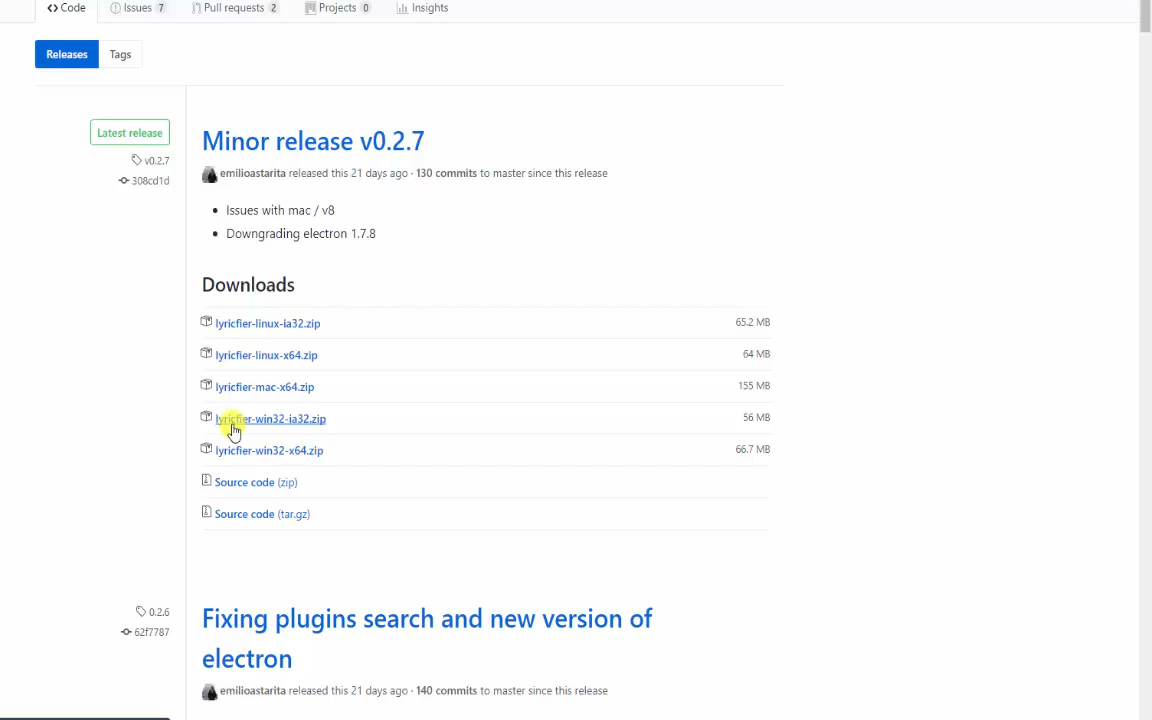 Code Issues 7 Pull requests 2 Projects 0 Insights
Releases Tags
Latest release
v0.2.7
308cd1d
Minor release v0.2.7
emilioastarita released this 21 days ago · 130 commits to master since this release
Issues with mac / v8
Downgrading electron 1.7.8
Downloads
lyricfier-linux-ia32.zip 65.2 MB
lyricfier-linux-x64.zip 64 MB
lyricfier-mac-x64.zip 155 MB
lyricfier-win32-ia32.zip 56 MB
lyricfier-win32-x64.zip 66.7 MB
Source code (zip)
Source code (tar.gz)
0.2.6
62f7787
Fixing plugins search and new version of
electron
emilioastarita released this 21 days ago · 140 commits to master since this release